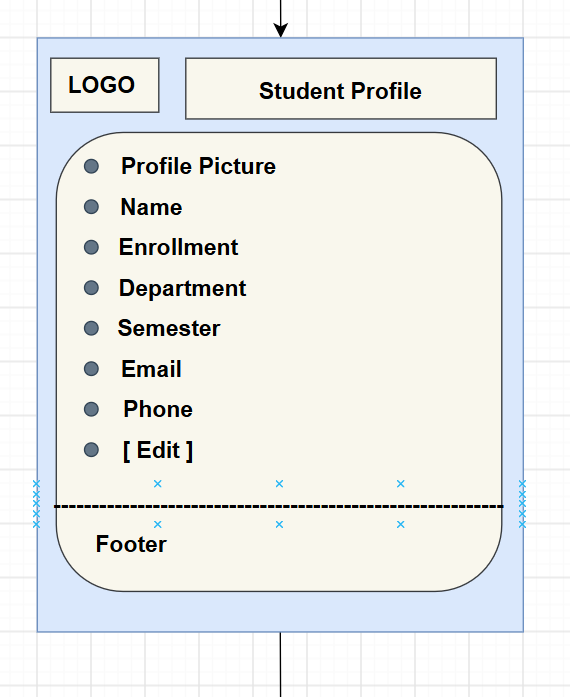 LOGO
Student Profile
Profile Picture
Name
Enrollment
Department
Semester
Email
Phone
[ Edit ]
Footer